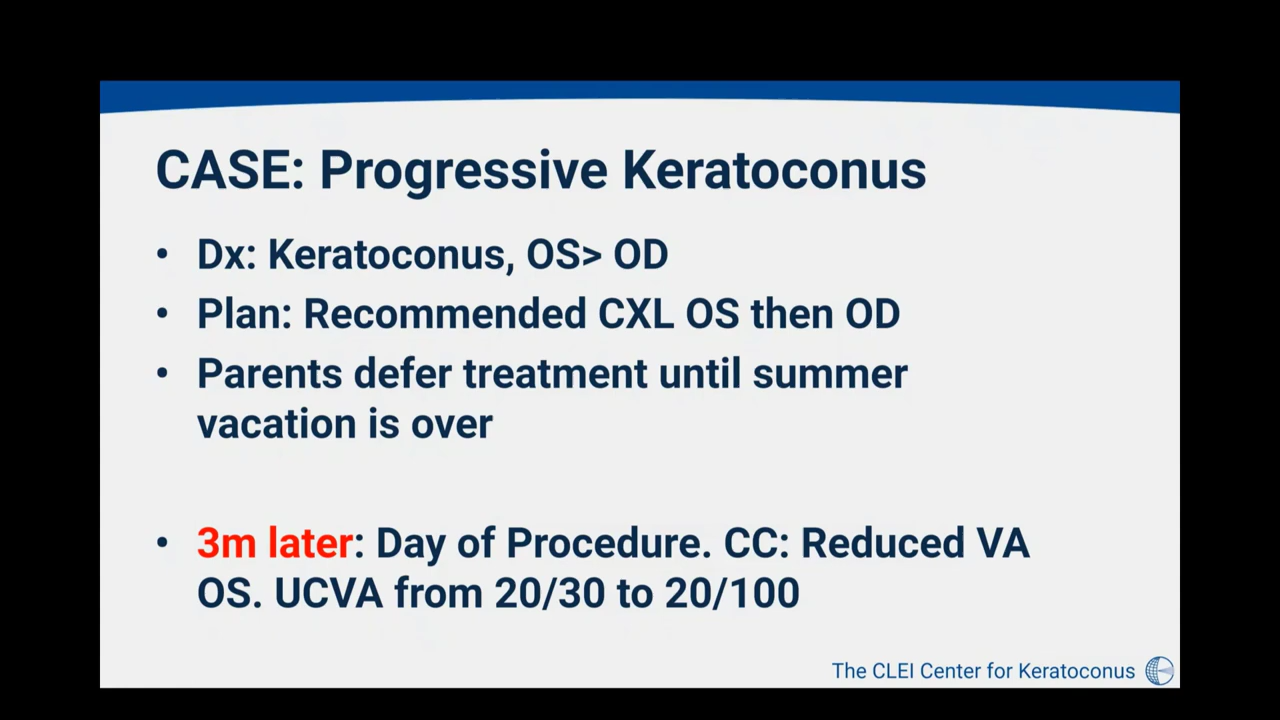 CASE: Progressive Keratoconus
• Dx: Keratoconus, OS> OD
• Plan: Recommended CXL OS then OD
• Parents defer treatment until summer
vacation is over
• 3m later: Day of Procedure. CC: Reduced VA
OS. UCVA from 20/30 to 20/100
The CLEI Center for Keratoconus